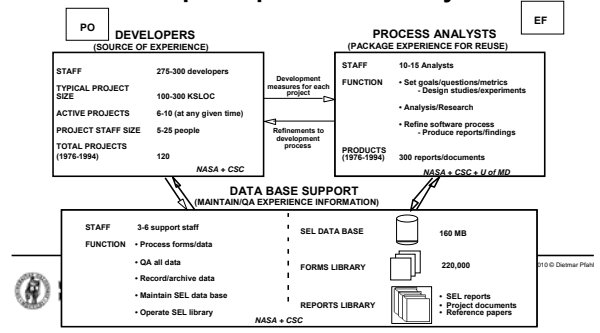 PO
EF
DEVELOPERS
(SOURCE OF EXPERIENCE)
PROCESS ANALYSTS
(PACKAGE EXPERIENCE FOR REUSE)
STAFF 275-300 developers
TYPICAL PROJECT
SIZE 100-300 KSLOC
ACTIVE PROJECTS 6-10 (at any given time)
PROJECT STAFF SIZE 5-25 people
TOTAL PROJECTS
(1976-1994) 120
NASA + CSC
Development
measures for each
project
Refinements to
development
process
STAFF 10-15 Analysts
FUNCTION • Set goals/questions/metrics
- Design studies/experiments
• Analysis/Research
• Refine software process
- Produce reports/findings
PRODUCTS
(1976-1994) 300 reports/documents
NASA + CSC + U of MD
DATA BASE SUPPORT
(MAINTAIN/QA EXPERIENCE INFORMATION)
STAFF 3-6 support staff
FUNCTION • Process forms/data
• QA all data
• Record/archive data
• Maintain SEL data base
• Operate SEL library
NASA + CSC
SEL DATA BASE 160 MB
FORMS LIBRARY 220,000
REPORTS LIBRARY • SEL reports
• Project documents
• Reference papers
010 © Dietmar Pfahl